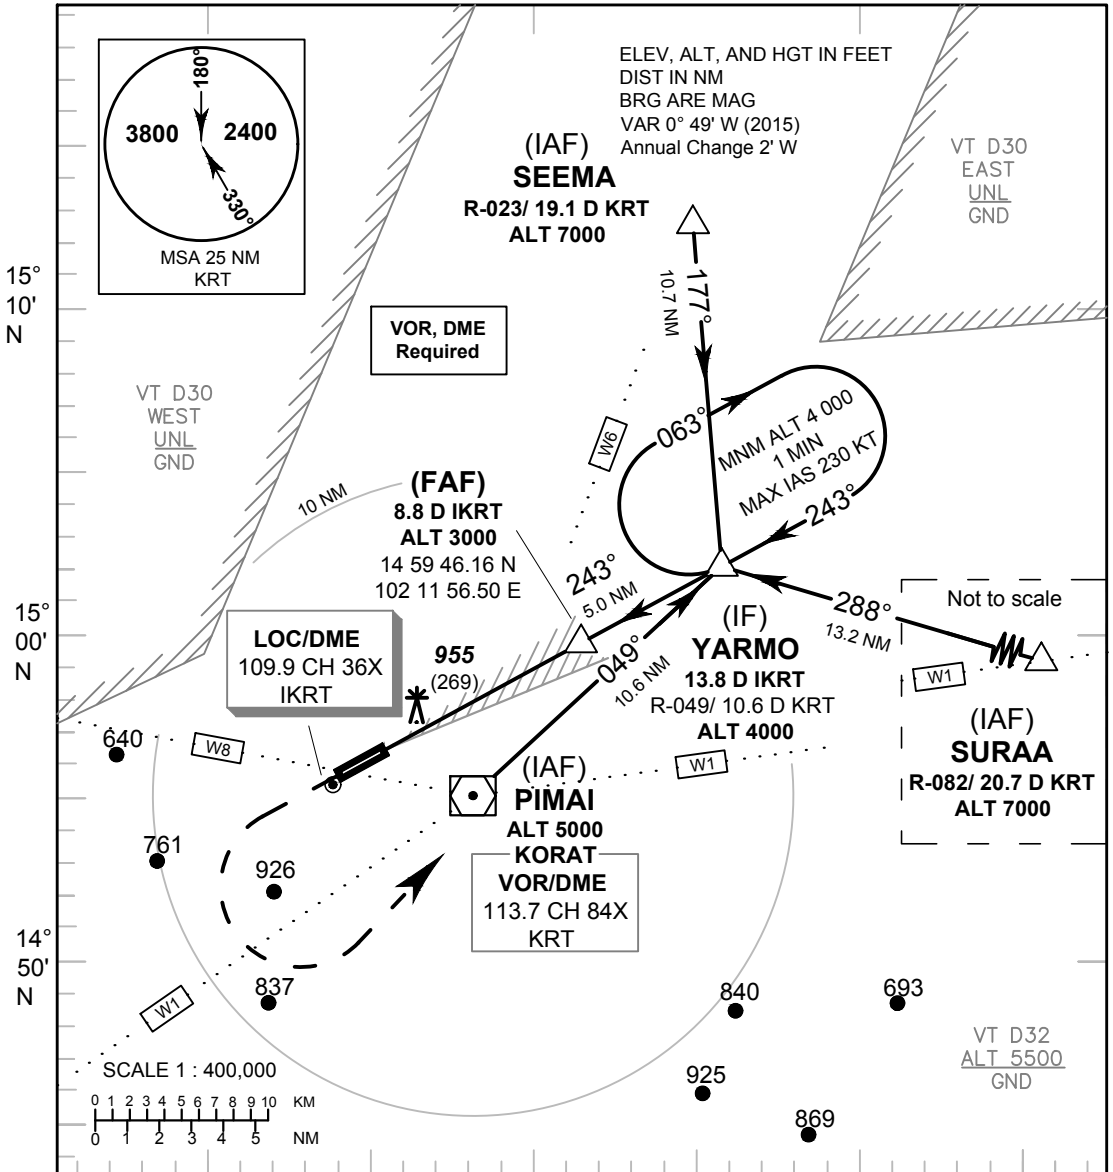 180°
3800
2400
330°
MSA 25 NM
KRT
ELEV, ALT, AND HGT IN FEET
DIST IN NM
BRG ARE MAG
VAR 0° 49' W (2015)
Annual Change 2' W
(IAF)
SEEMA
R-023/ 19.1 D KRT
ALT 7000
VT D30
EAST
UNL
GND
15°
10'
N
177°
10.7 NM
VOR, DME
Required
VT D30
WEST
UNL
GND
W6
063°
MNM ALT 4 000
1 MIN
MAX IAS 230 KT
243°
10 NM
(FAF)
8.8 D IKRT
ALT 3000
14 59 46.16 N
102 11 56.50 E
243°
5.0 NM
049°
10.6 NM
288°
13.2 NM
Not to scale
W1
(IAF)
SURAA
R-082/ 20.7 D KRT
ALT 7000
15°
00'
N
LOC/DME
109.9 CH 36X
IKRT
955
(269)
(IF)
YARMO
13.8 D IKRT
R-049/ 10.6 D KRT
ALT 4000
640
W8
W1
(IAF)
PIMAI
ALT 5000
KORAT
VOR/DME
113.7 CH 84X
KRT
761
926
14°
50'
N
837
W1
840
693
925
869
VT D32
ALT 5500
GND
SCALE 1 : 400,000
0 1 2 3 4 5 6 7 8 9 10 KM
0 1 2 3 4 5 NM